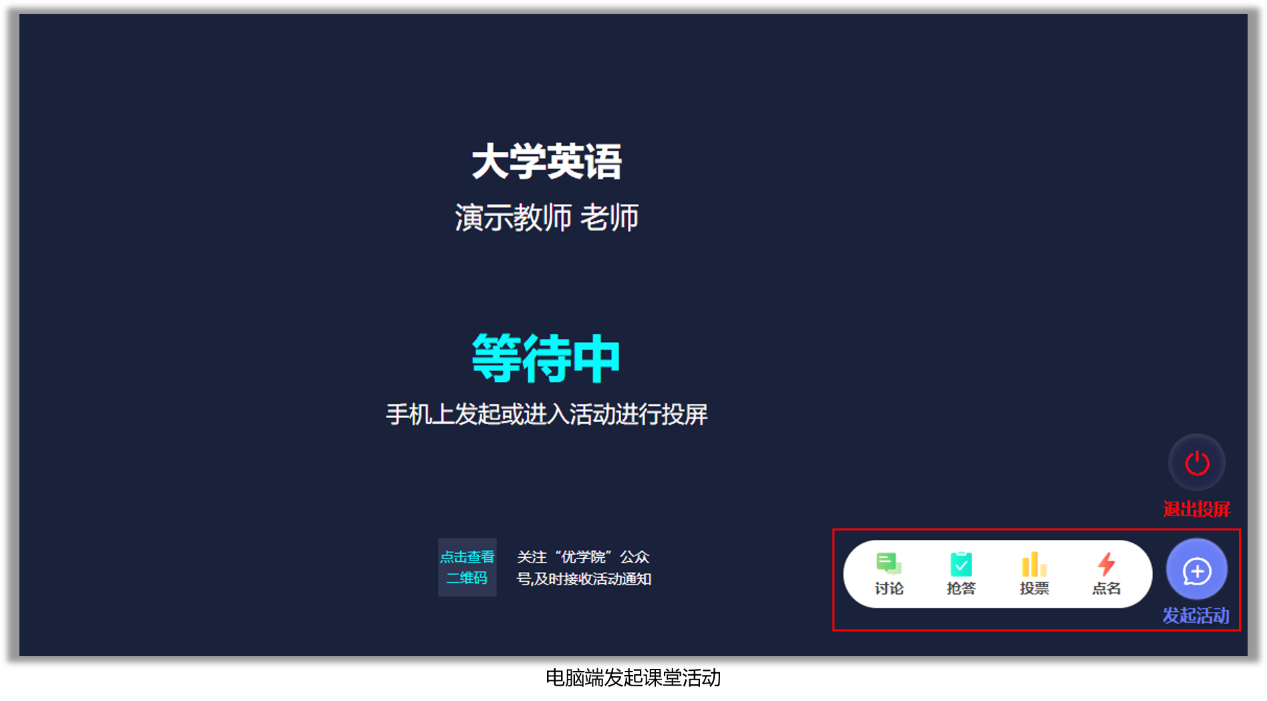 大学英语
演示教师 老师
等待中
手机上发起或进入活动进行投屏
退出投屏
点击查看
二维码
关注“优学院”公众
号,及时接收活动通知
讨论
抢答
投票
点名
发起活动
电脑端发起课堂活动